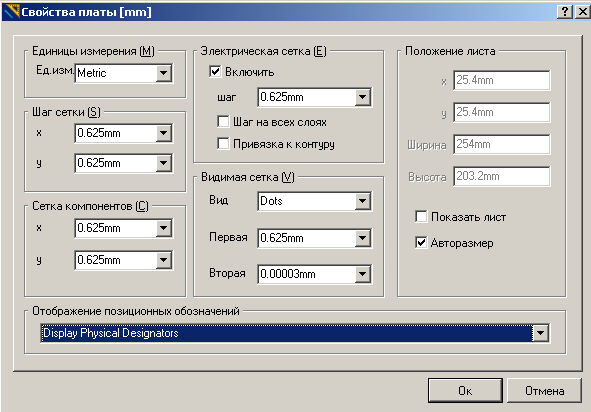 Свойства платы [mm]
Единицы измерения (M)
Ед.изм.
Metric
Шаг сетки (S)
x
0.625mm
y
0.625mm
Сетка компонентов (C)
x
0.625mm
y
0.625mm
Электрическая сетка (E)
Включить
шаг
0.625mm
Шаг на всех слоях
Привязка к контуру
Видимая сетка (V)
Вид
Dots
Первая
0.625mm
Вторая
0.00003mm
Положение листа
x
25.4mm
y
25.4mm
Ширина
254mm
Высота
203.2mm
Показать лист
Авторазмер
Отображение позиционных обозначений
Display Physical Designators
Ок
Отмена